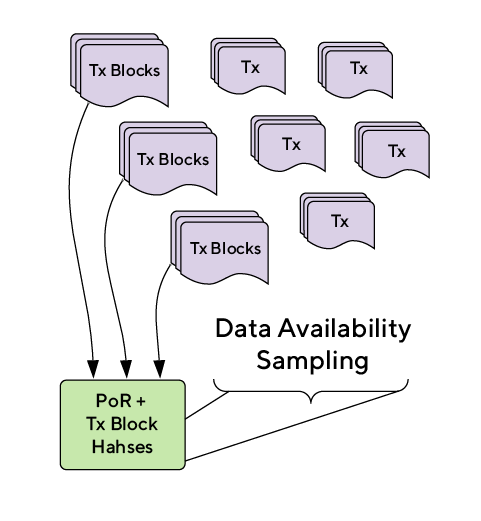 Tx Blocks
Tx
Tx
Tx Blocks
Tx
Tx
Tx Blocks
Tx
Data Availability
Sampling
PoR +
Tx Block
Hahses